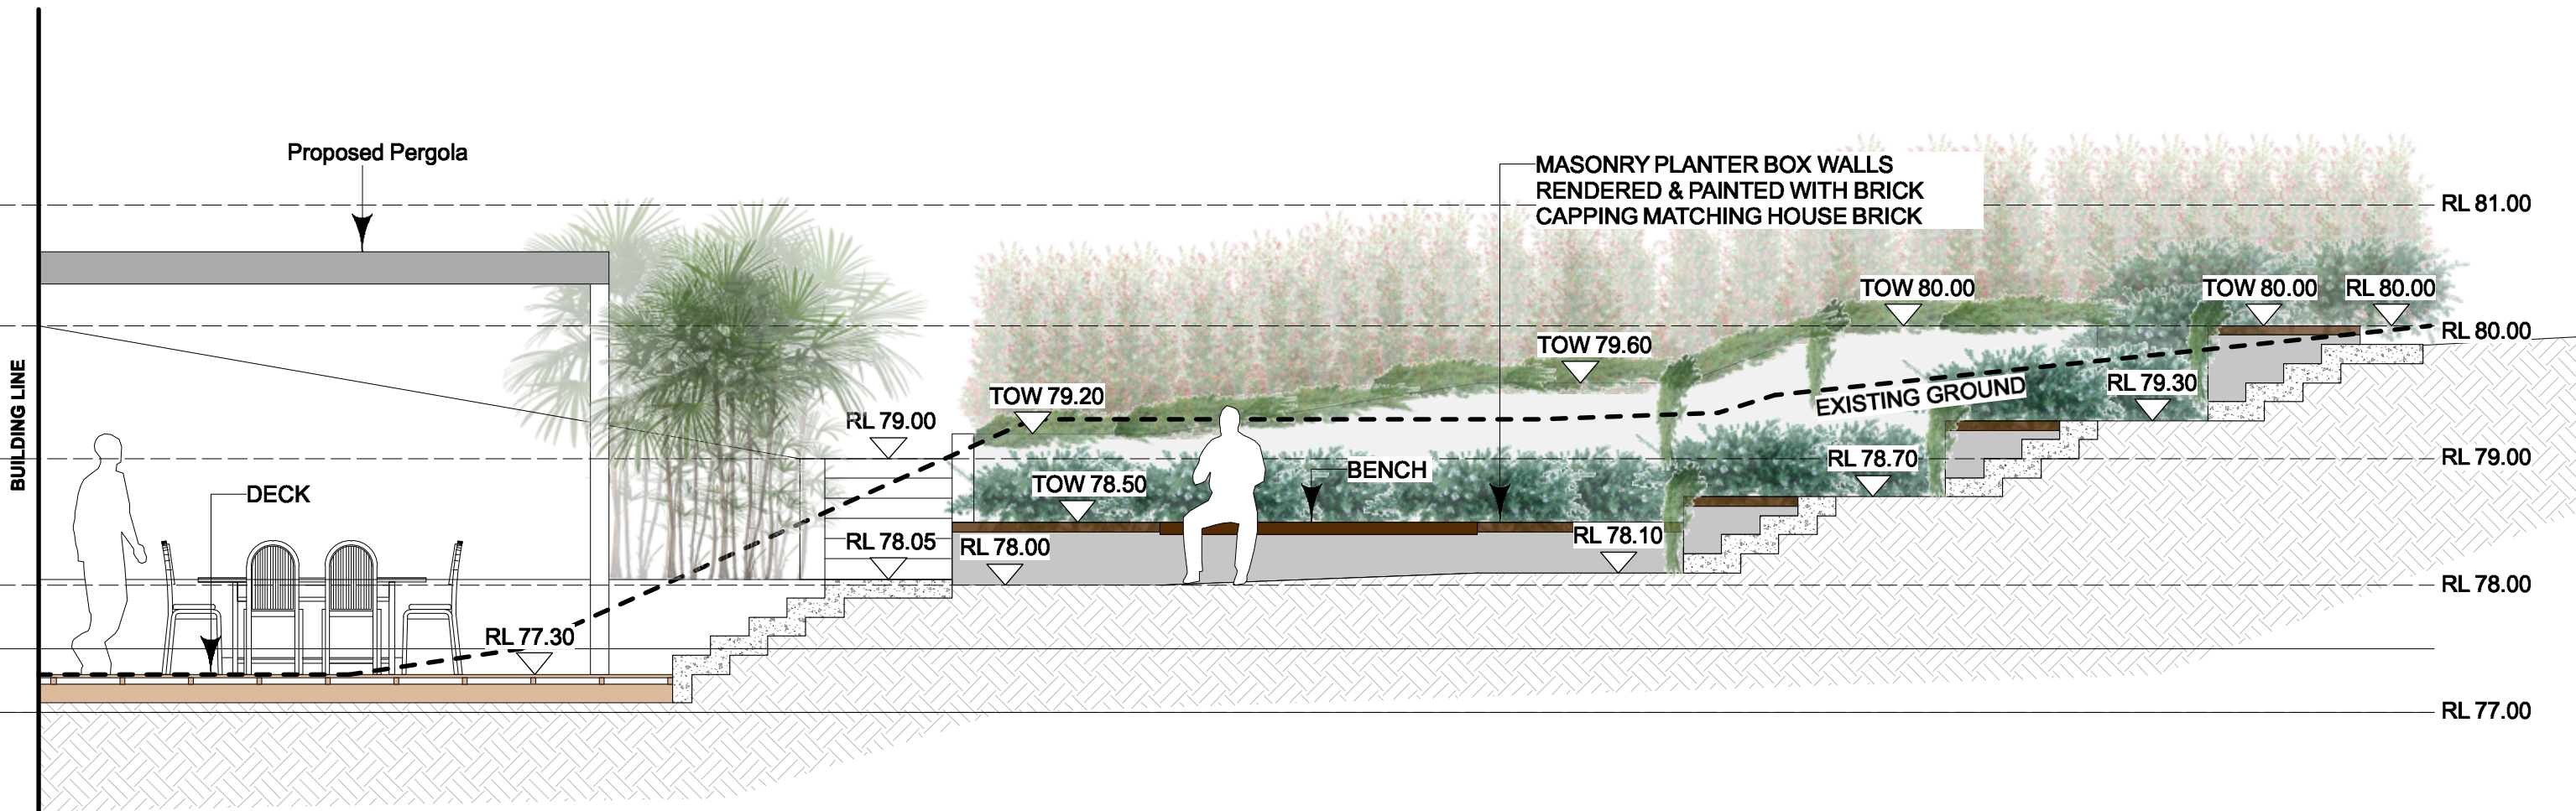 Proposed Pergola
MASONRY PLANTER BOX WALLS
RENDERED & PAINTED WITH BRICK
CAPPING MATCHING HOUSE BRICK
RL 81.00
TOW 80.00
TOW 80.00
RL 80.00
RL 80.00
TOW 79.60
TOW 79.20
RL 79.30
EXISTING GROUND
RL 79.00
RL 79.00
BENCH
RL 78.70
BUILDING LINE
DECK
TOW 78.50
RL 78.05
RL 78.00
RL 78.10
RL 78.00
RL 77.30
RL 77.00